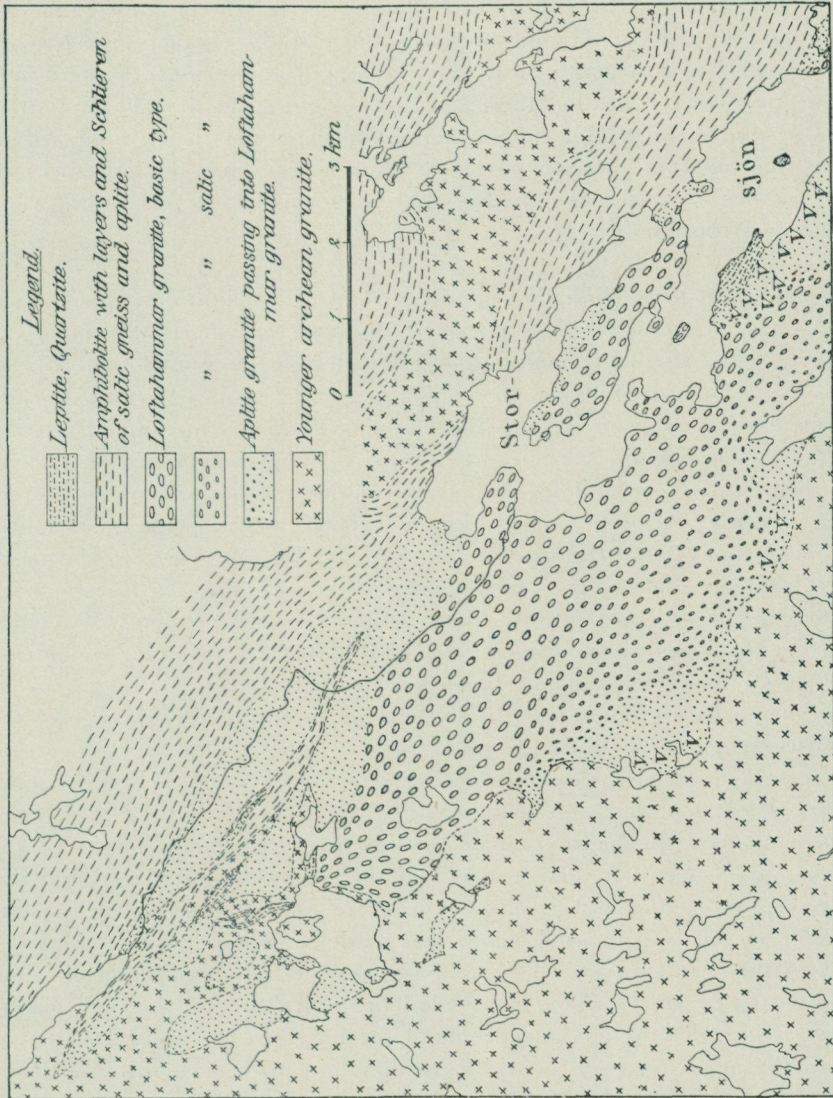 Legend.
Leptite, Quartzite.
Amphibolite with layers and Schlieren
of salic gneiss and aplite.
Loftahammar granite, basic type.
" " salic "
Aplite granite passing into Loftaham-
mar granite.
Younger archean granite.
0 1 2 3 km
Stor-
sjön